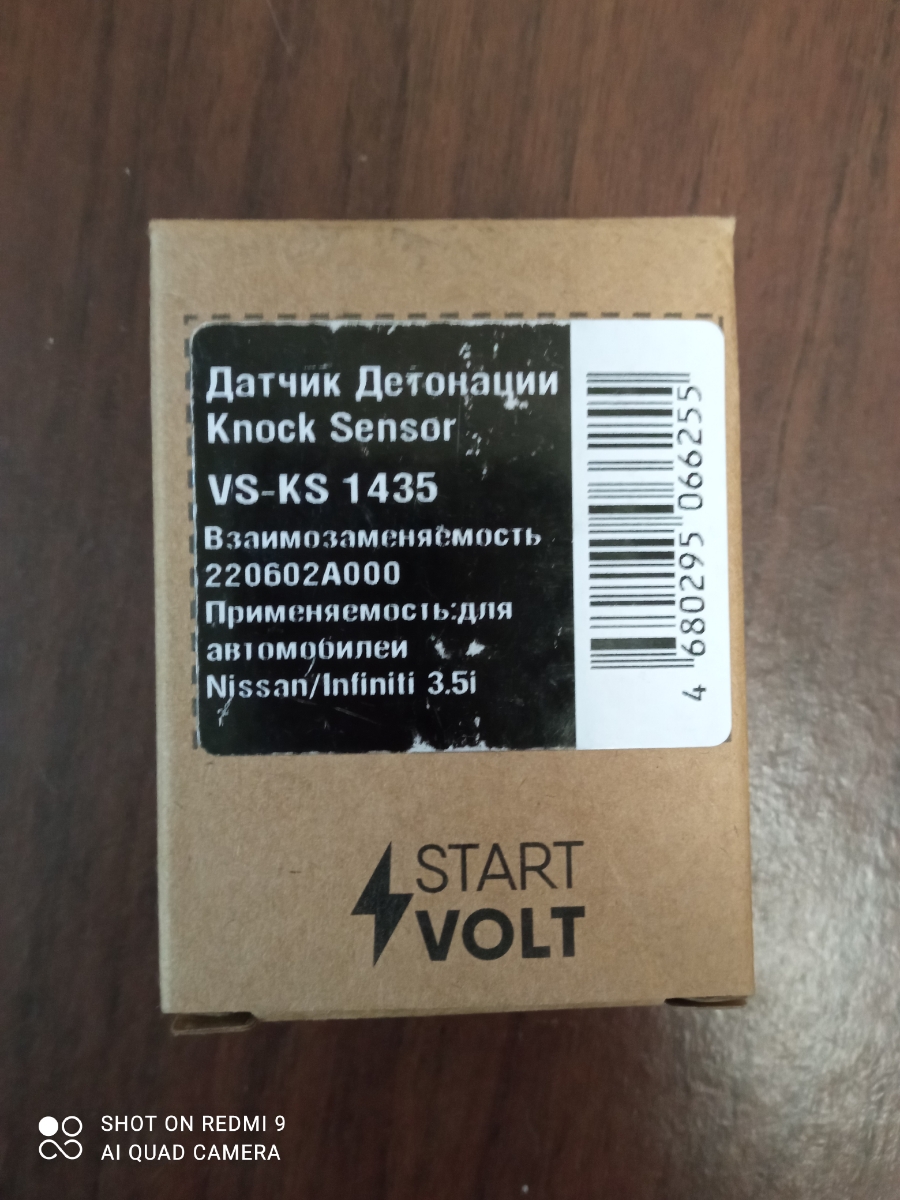 Датчик Детонации
Knock Sensor
VS-KS 1435
Взаимозаменяемость
220602A000
Применяемость:для
автомобилей
Nissan/Infiniti 3.5i
4 680295 066255
START
VOLT
SHOT ON REDMI 9
AI QUAD CAMERA